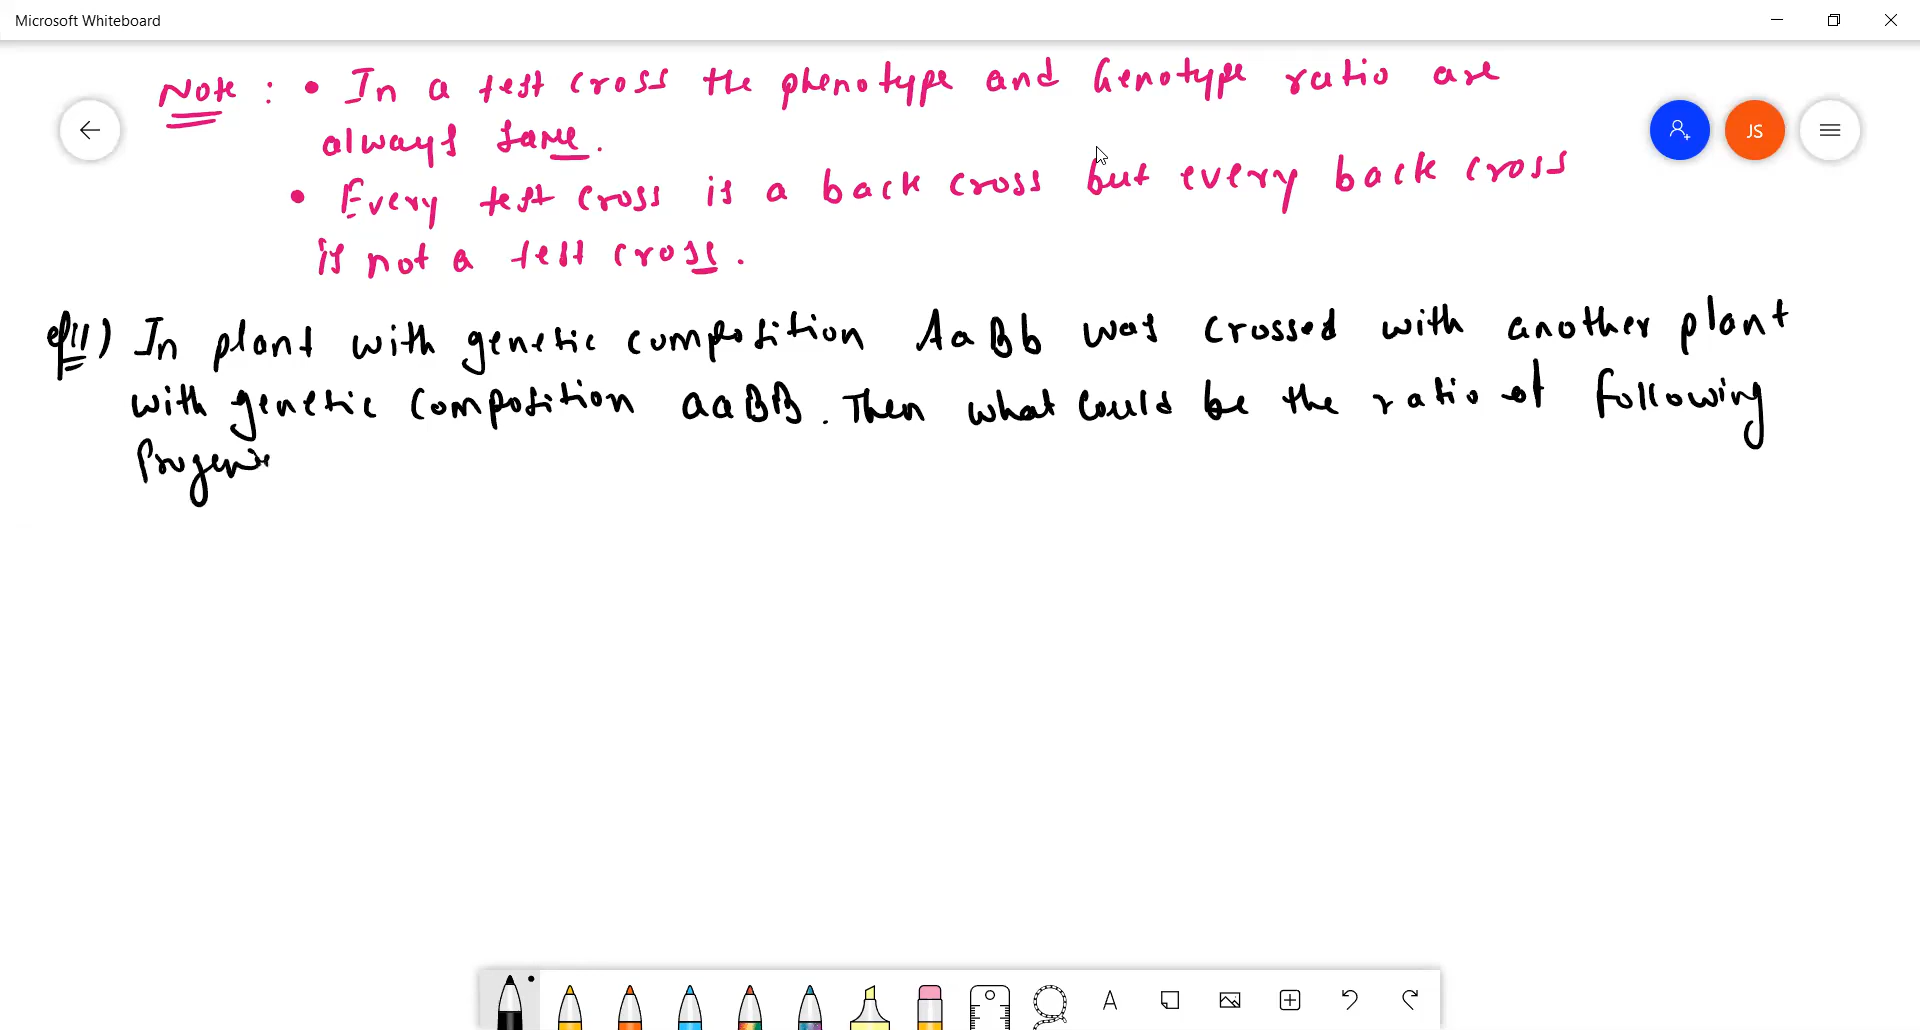 Microsoft Whiteboard
Note : • In a test cross the phenotype and Genotype ratio are
always same.
• Every test cross is a back cross but every back cross
is not a test cross.
JS
Q11) In plant with genetic composition AaBb was crossed with another plant
with genetic composition aaBB. Then what could be the ratio of following
Progenie
A